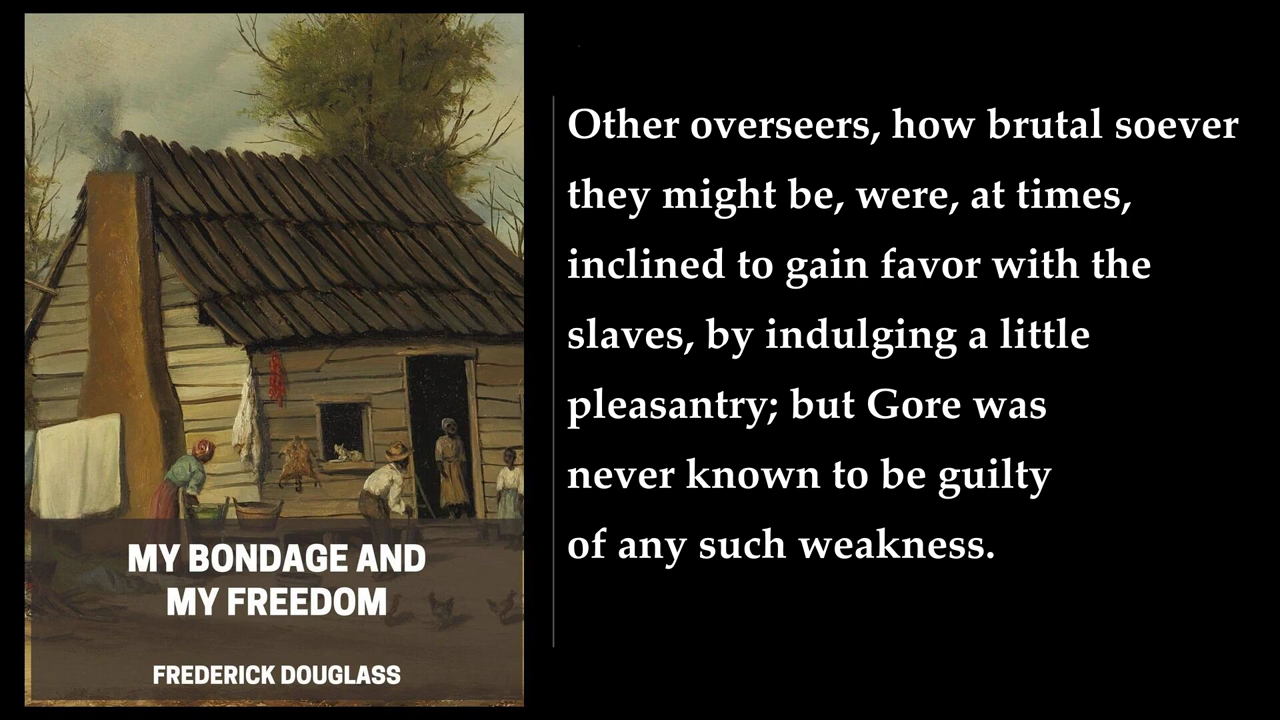 MY BONDAGE AND
MY FREEDOM
FREDERICK DOUGLASS
Other overseers, how brutal soever
they might be, were, at times,
inclined to gain favor with the
slaves, by indulging a little
pleasantry; but Gore was
never known to be guilty
of any such weakness.